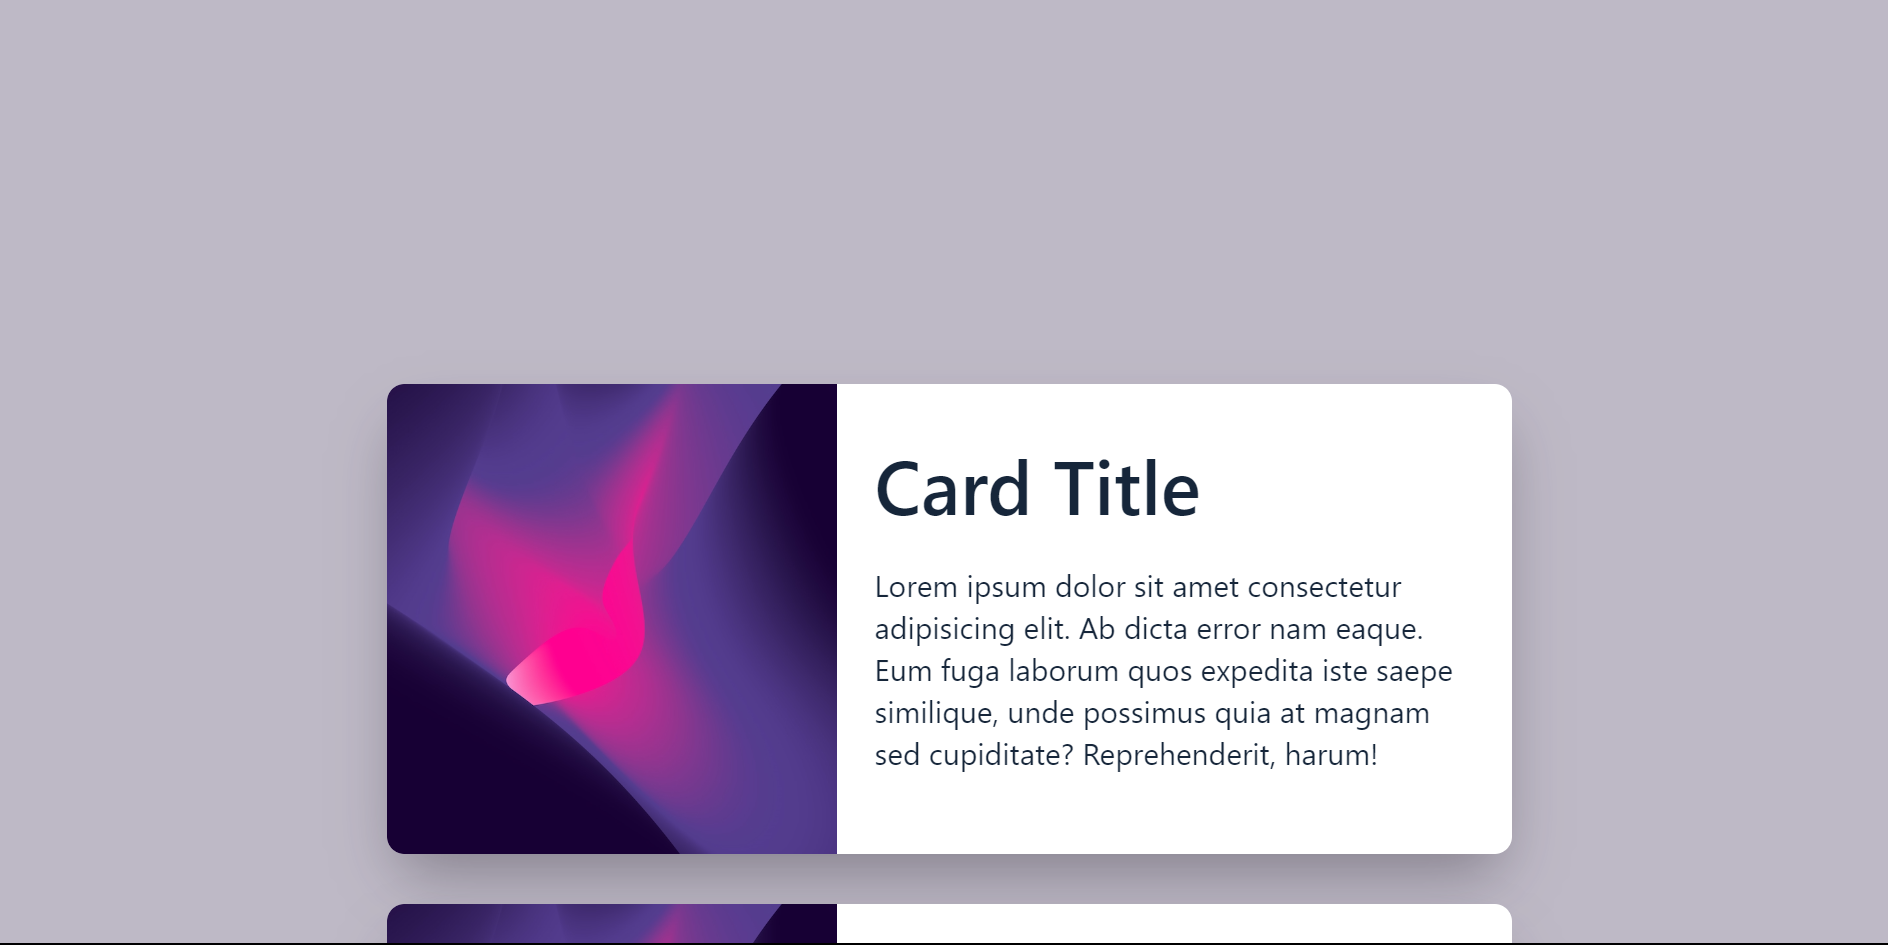 Card Title
Lorem ipsum dolor sit amet consectetur
adipisicing elit. Ab dicta error nam eaque.
Eum fuga laborum quos expedita iste saepe
similique, unde possimus quia at magnam
sed cupiditate? Reprehenderit, harum!